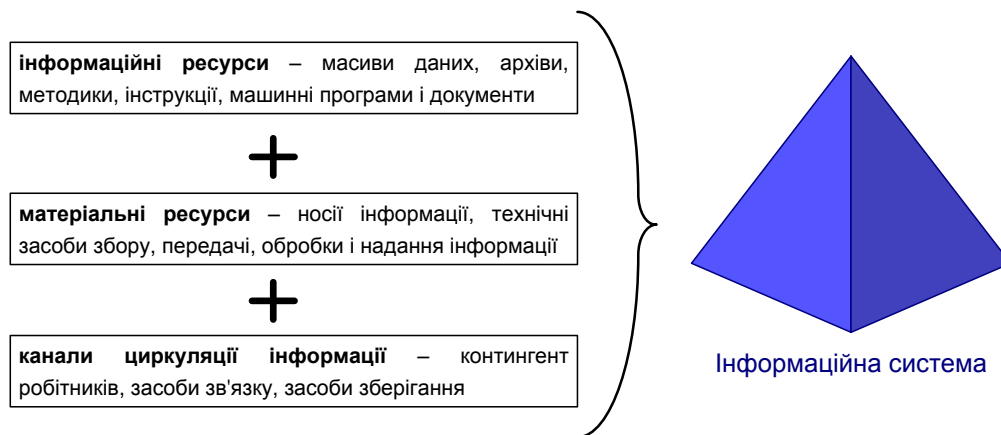 інформаційні ресурси – масиви даних, архіви,
методики, інструкції, машинні програми і документи
матеріальні ресурси – носії інформації, технічні
засоби збору, передачі, обробки і надання інформації
канали циркуляції інформації – контингент
робітників, засоби зв'язку, засоби зберігання
Інформаційна система